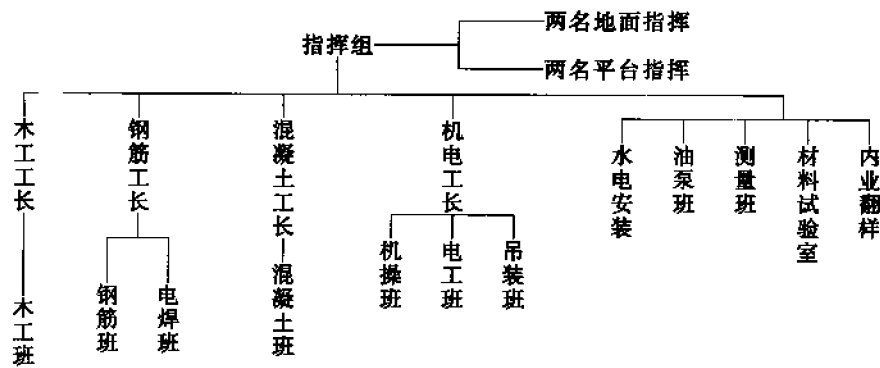 两名地面指挥
指挥组
两名平台指挥
木工工长
钢筋工长
混凝土工长
机电工长
水电安装
油泵班
测量班
材料试验室
内业翻样
木工班
钢筋班
电焊班
混凝土班
机操班
电工班
吊装班